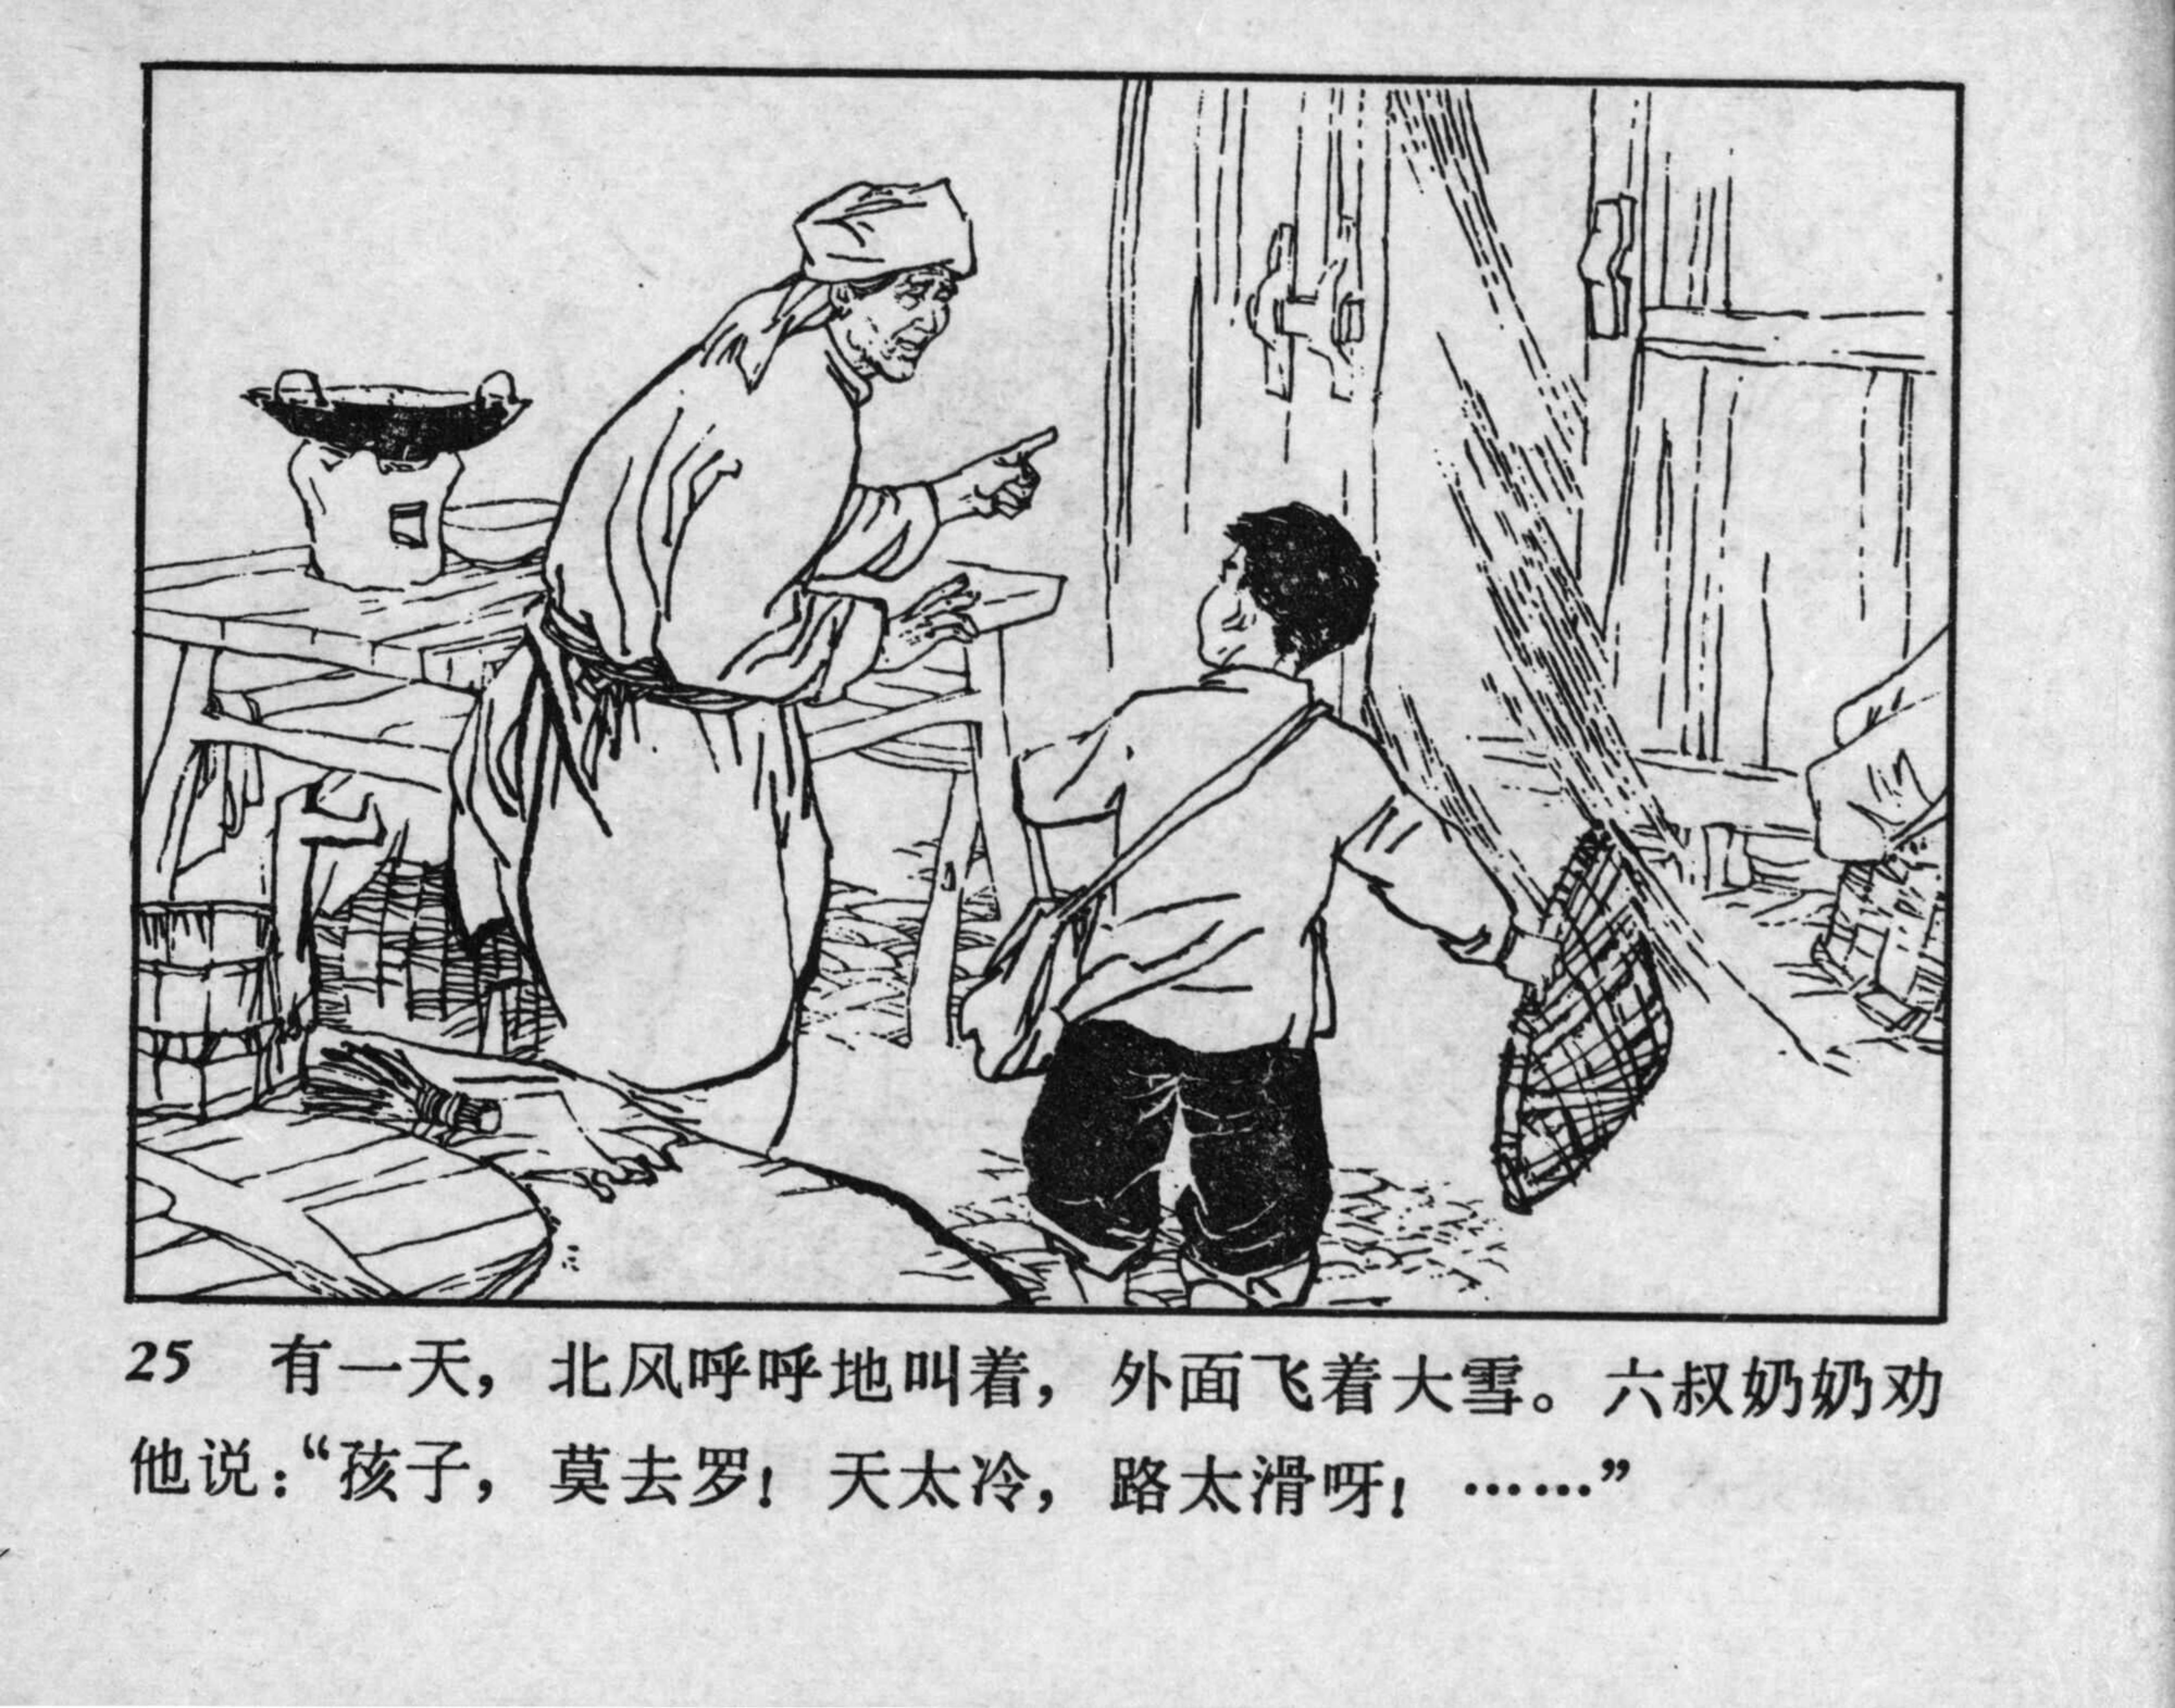 25 有一天，北风呼呼地叫着，外面飞着大雪。六叔奶奶劝
他说：“孩子，莫去罗！天太冷，路太滑呀！……”